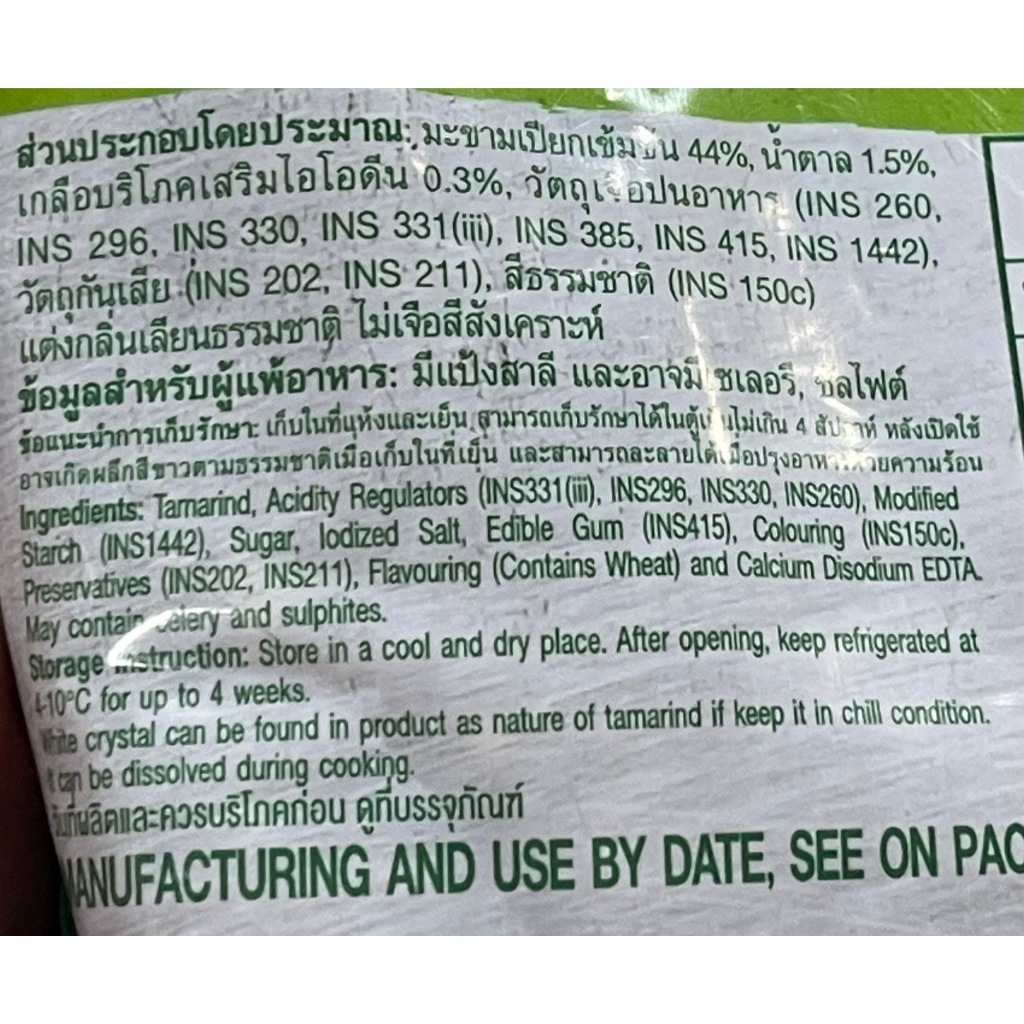 ส่วนประกอบโดยประมาณ: มะขามเปียกเข้มข้น 44%, น้ำตาล 1.5%,
เกลือบริโภคเสริมไอโอดีน 0.3%, วัตถุเจือปนอาหาร (INS 260,
INS 296, INS 330, INS 331(iii), INS 385, INS 415, INS 1442),
วัตถุกันเสีย (INS 202, INS 211), สีธรรมชาติ (INS 150c)
แต่งกลิ่นเลียนธรรมชาติ ไม่เจือสีสังเคราะห์
ข้อมูลสำหรับผู้แพ้อาหาร: มีแป้งสาลี และอาจมี ซเลอรี, ซัลไฟต์
ข้อแนะนำการเก็บรักษา: เก็บในที่แห้งและเย็น สามารถเก็บรักษาได้ในตู้เย็นไม่เกิน 4 สัปดาห์ หลังเปิดใช้
อาจเกิดผลึกสีขาวตามธรรมชาติเมื่อเก็บในที่เย็น และสามารถละลายได้เมื่อปรุงอาหารด้วยความร้อน
Ingredients: Tamarind, Acidity Regulators (INS331(iii), INS296, INS330, INS260), Modified
Starch (INS1442), Sugar, Iodized Salt, Edible Gum (INS415), Colouring (INS150c),
Preservatives (INS202, INS211), Flavouring (Contains Wheat) and Calcium Disodium EDTA.
May contain celery and sulphites.
Storage instruction: Store in a cool and dry place. After opening, keep refrigerated at
4-10°C for up to 4 weeks.
White crystal can be found in product as nature of tamarind if keep it in chill condition.
It can be dissolved during cooking.
วันที่ผลิตและควรบริโภคก่อน ดูที่บรรจุภัณฑ์
MANUFACTURING AND USE BY DATE, SEE ON PAC